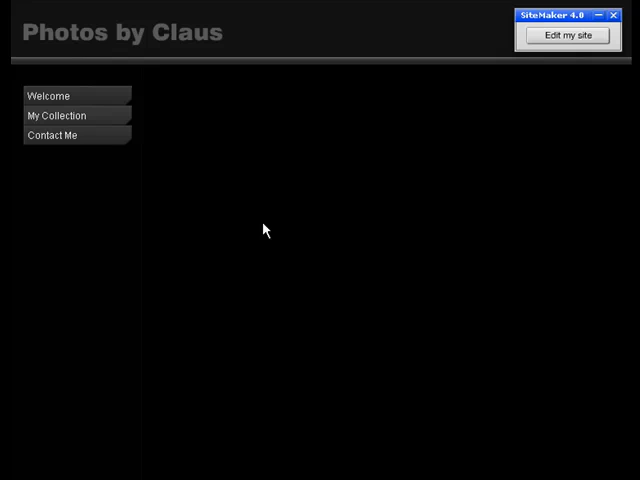 Photos by Claus
SiteMaker 4.0
Edit my site
Welcome
My Collection
Contact Me